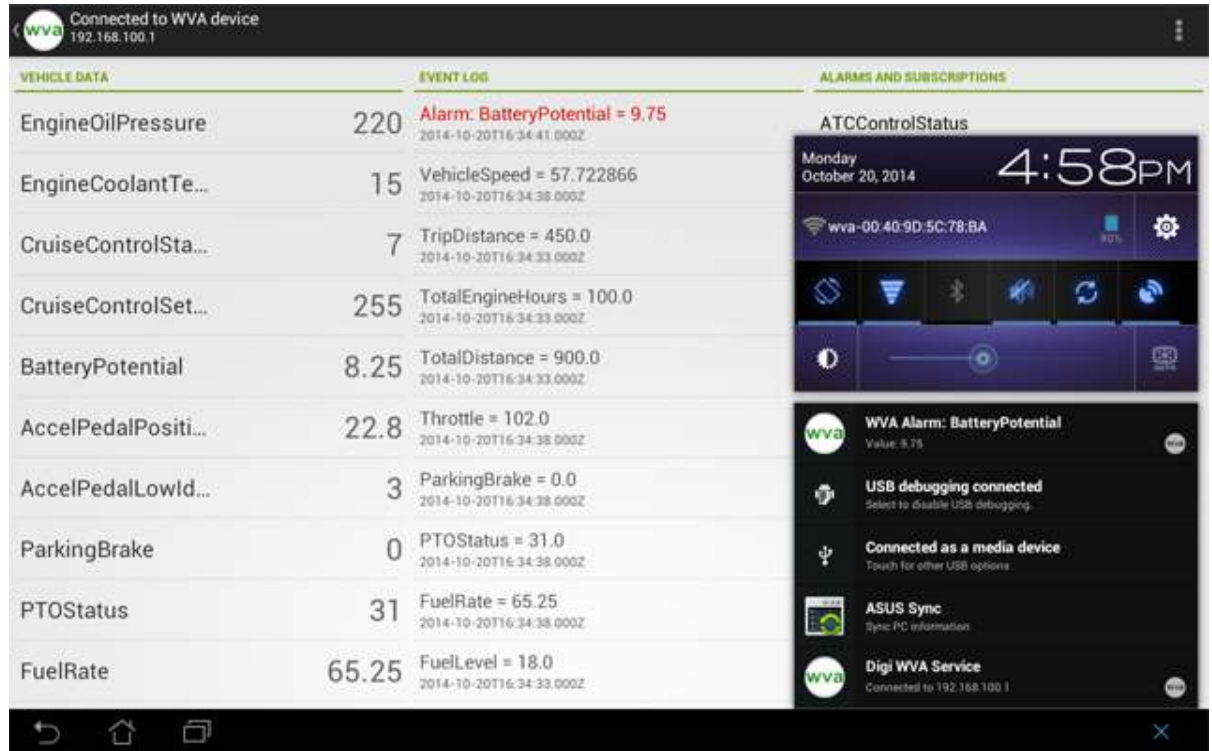 wva
Connected to WVA device
192.168.100.1
VEHICLE DATA
EngineOilPressure 220
EngineCoolantTe... 15
CruiseControlSta... 7
CruiseControlSet... 255
BatteryPotential 8.25
AccelPedalPositi... 22.8
AccelPedalLowId... 3
ParkingBrake 0
PTOStatus 31
FuelRate 65.25
EVENT LOG
Alarm: BatteryPotential = 9.75
2014-10-20T16:34:41.000Z
VehicleSpeed = 57.722866
2014-10-20T16:34:38.000Z
TripDistance = 450.0
2014-10-20T16:34:33.000Z
TotalEngineHours = 100.0
2014-10-20T16:34:33.000Z
TotalDistance = 900.0
2014-10-20T16:34:33.000Z
Throttle = 102.0
2014-10-20T16:34:38.000Z
ParkingBrake = 0.0
2014-10-20T16:34:38.000Z
PTOStatus = 31.0
2014-10-20T16:34:38.000Z
FuelRate = 65.25
2014-10-20T16:34:38.000Z
FuelLevel = 18.0
2014-10-20T16:34:33.000Z
ALARMS AND SUBSCRIPTIONS
ATCControlStatus
Monday
October 20, 2014
4:58PM
wva-00:40:9D:5C:78:BA
90%
AUTO
wva
WVA Alarm: BatteryPotential
Value: 9.75
wva
USB debugging connected
Select to disable USB debugging.
Connected as a media device
Touch for other USB options
ASUS Sync
Sync PC information
wva
Digi WVA Service
Connected to 192.168.100.1
wva